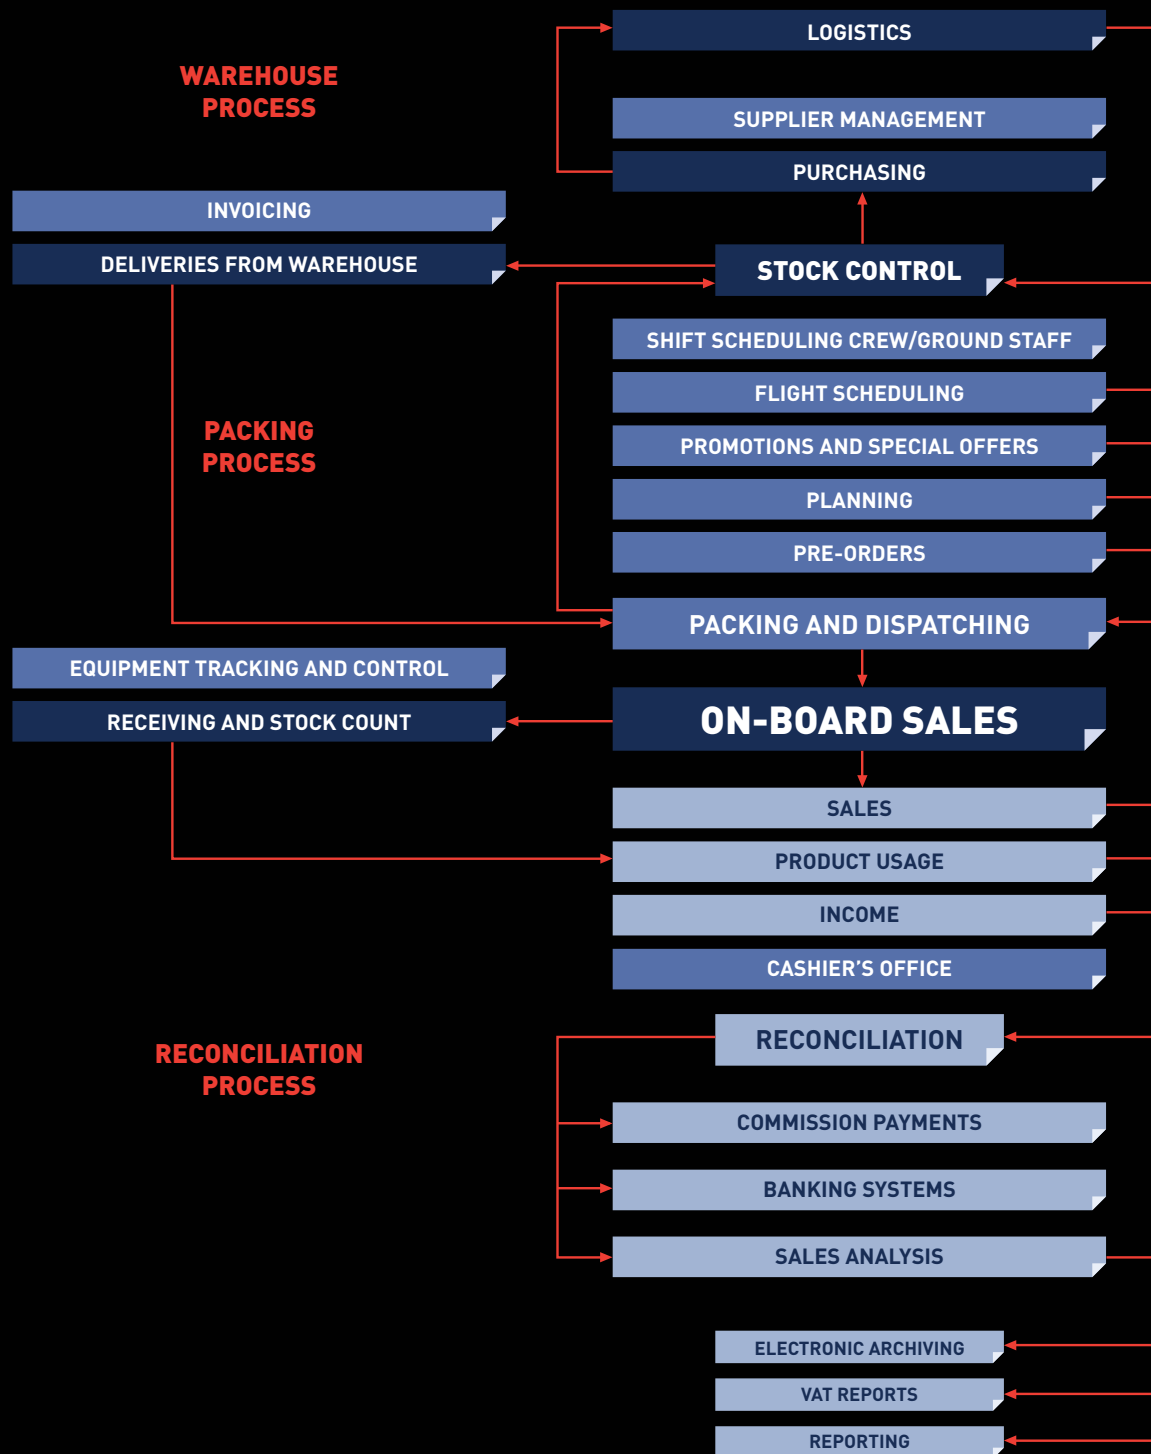 LOGISTICS
WAREHOUSE
PROCESS
SUPPLIER MANAGEMENT
PURCHASING
INVOICING
DELIVERIES FROM WAREHOUSE
STOCK CONTROL
SHIFT SCHEDULING CREW/GROUND STAFF
FLIGHT SCHEDULING
PACKING
PROCESS
PROMOTIONS AND SPECIAL OFFERS
PLANNING
PRE-ORDERS
PACKING AND DISPATCHING
EQUIPMENT TRACKING AND CONTROL
RECEIVING AND STOCK COUNT
ON-BOARD SALES
SALES
PRODUCT USAGE
INCOME
CASHIER'S OFFICE
RECONCILIATION
PROCESS
RECONCILIATION
COMMISSION PAYMENTS
BANKING SYSTEMS
SALES ANALYSIS
ELECTRONIC ARCHIVING
VAT REPORTS
REPORTING